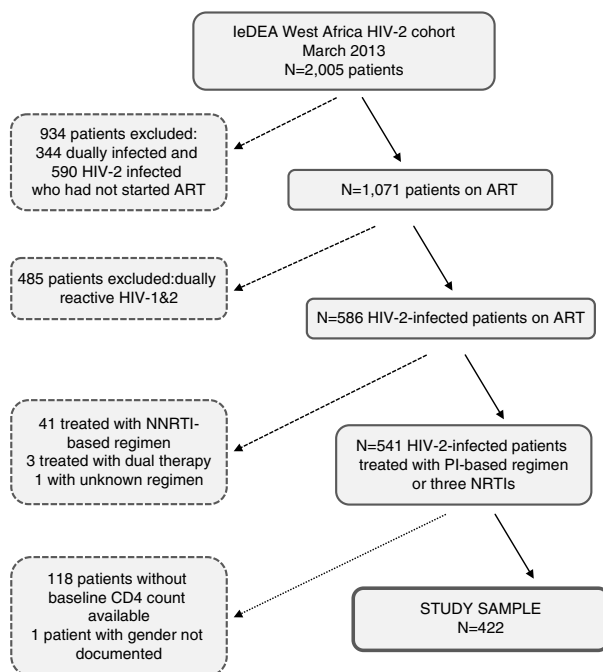 IeDEA West Africa HIV-2 cohort
March 2013
N=2,005 patients
934 patients excluded:
344 dually infected and
590 HIV-2 infected
who had not started ART
N=1,071 patients on ART
485 patients excluded:dually
reactive HIV-1&2
N=586 HIV-2-infected patients on ART
41 treated with NNRTI-
based regimen
3 treated with dual therapy
1 with unknown regimen
N=541 HIV-2-infected patients
treated with PI-based regimen
or three NRTIs
118 patients without
baseline CD4 count
available
1 patient with gender not
documented
STUDY SAMPLE
N=422